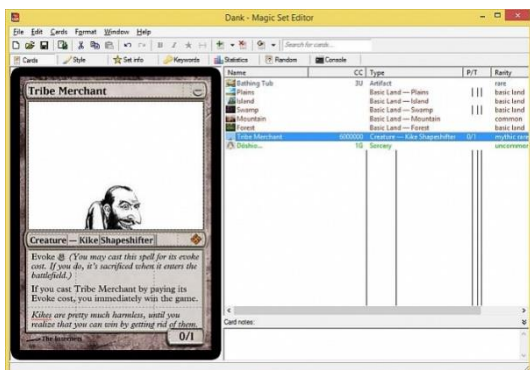 Dank - Magic Set Editor
File Edit Cards Format Window Help
Search for cards...
Cards Style Set info Keywords Statistics Random Console
Name CC Type P/T Rarity
Bathing Tub 3U Artifact rare
Plains Basic Land — Plains basic land
Island Basic Land — Island basic land
Swamp Basic Land — Swamp basic land
Mountain Basic Land — Mountain common
Forest Basic Land — Forest basic land
Tribe Merchant 6000000 Creature — Kike Shapeshifter 0/1 mythic rare
1G Sorcery uncommon
Tribe Merchant
Creature — Kike Shapeshifter
Evoke (You may cast this spell for its evoke
cost. If you do, it's sacrificed when it enters the
battlefield.)
If you cast Tribe Merchant by paying its
Evoke cost, you immediately win the game.
Kikes are pretty much harmless, until you
realize that you can win by getting rid of them.
0/1
Card notes: